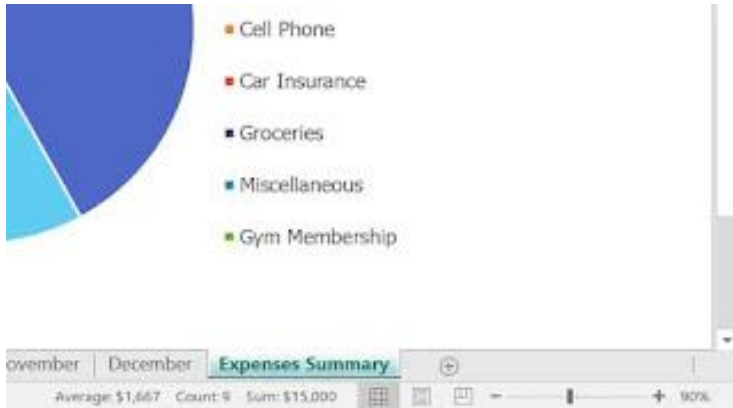 Cell Phone
Car Insurance
Groceries
Miscellaneous
Gym Membership
ovember December Expenses Summary
Average: $1,667 Count: 9 Sum: $15,000 90%